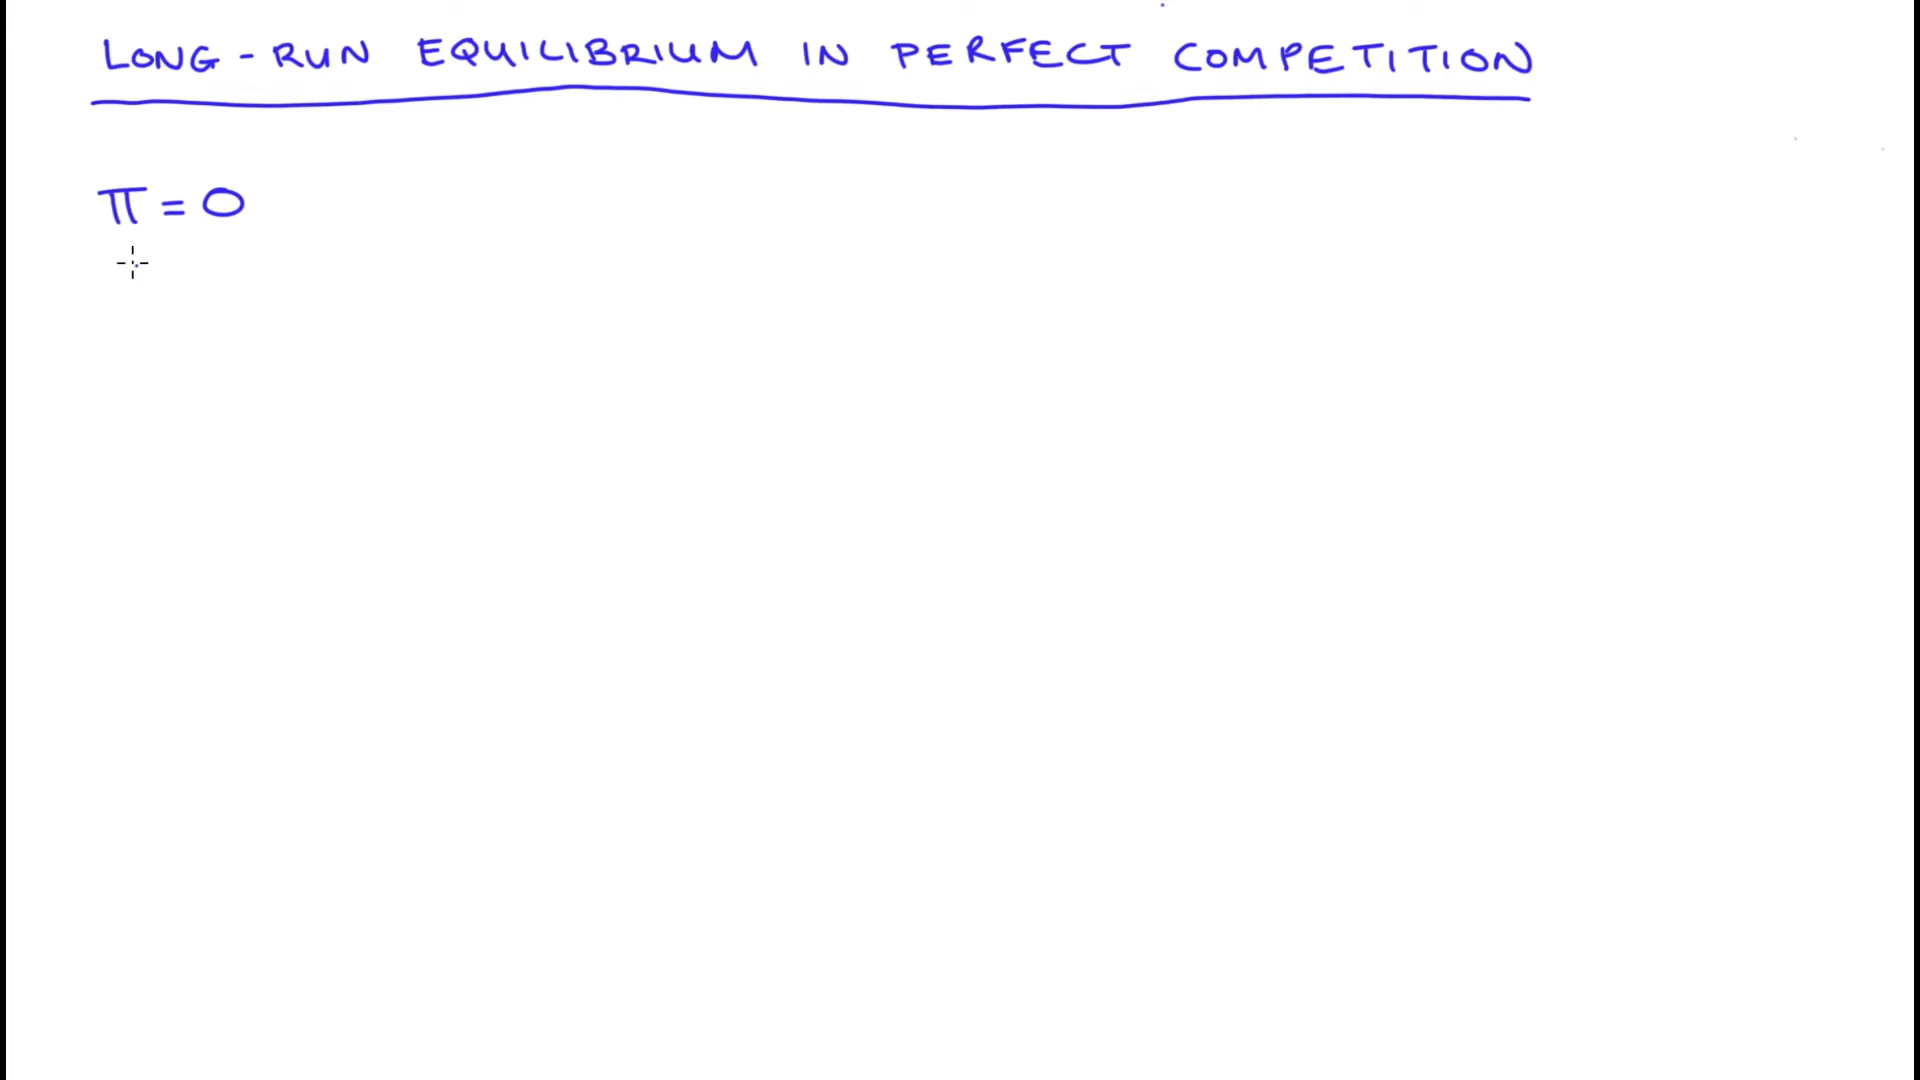 LONG-RUN EQUILIBRIUM IN PERFECT COMPETITION
π = 0